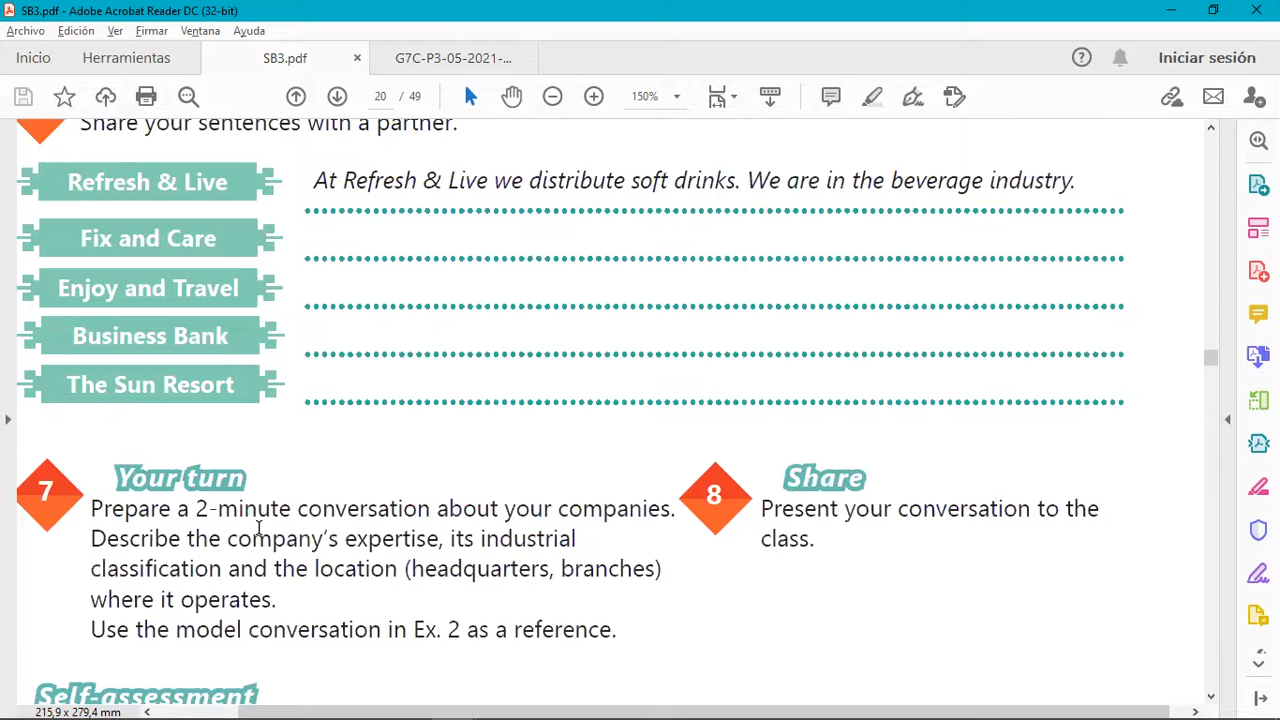 SB3.pdf - Adobe Acrobat Reader DC (32-bit)
Archivo Edición Ver Firmar Ventana Ayuda
Inicio Herramientas SB3.pdf × G7C-P3-05-2021-... Iniciar sesión
20 / 49 150%
Share your sentences with a partner.
Refresh & Live At Refresh & Live we distribute soft drinks. We are in the beverage industry.
Fix and Care
Enjoy and Travel
Business Bank
The Sun Resort
7 Your turn
Prepare a 2-minute conversation about your companies.
Describe the company's expertise, its industrial
classification and the location (headquarters, branches)
where it operates.
Use the model conversation in Ex. 2 as a reference.
8 Share
Present your conversation to the
class.
Self-assessment
215,9 x 279,4 mm